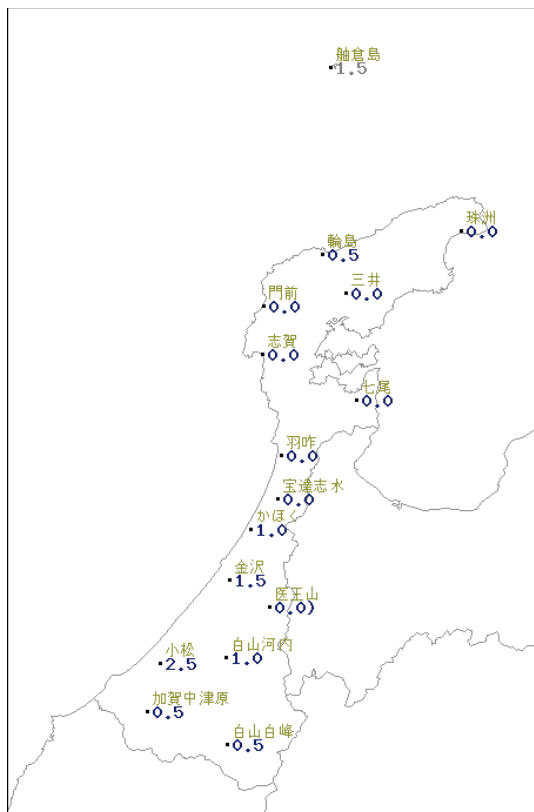 舳倉島
1.5
珠洲
0.0
輪島
0.5
三井
0.0
門前
0.0
志賀
0.0
七尾
0.0
羽咋
0.0
宝達志水
0.0
かほく
1.0
金沢
1.5
医王山
0.0)
白山河内
1.0
小松
2.5
加賀中津原
0.5
白山白峰
0.5